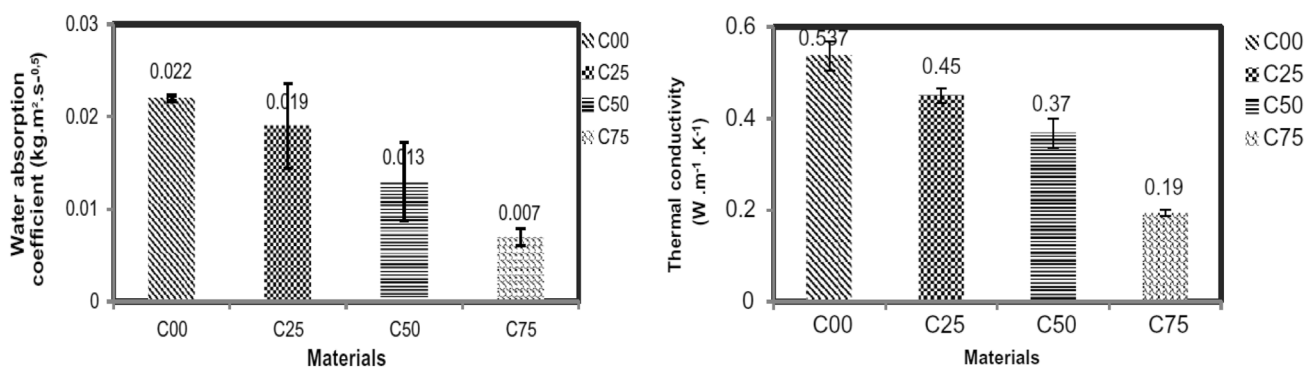 Water absorption
coefficient (kg.m².s-⁰·⁵)
0.03
0.02
0.01
0
0.022
0.019
0.013
0.007
C00
C25
C50
C75
Materials
C00
C25
C50
C75
Thermal conductivity
(W .m-¹ .K-¹)
0.6
0.4
0.2
0
0.537
0.45
0.37
0.19
C00
C25
C50
C75
Materials
C00
C25
C50
C75